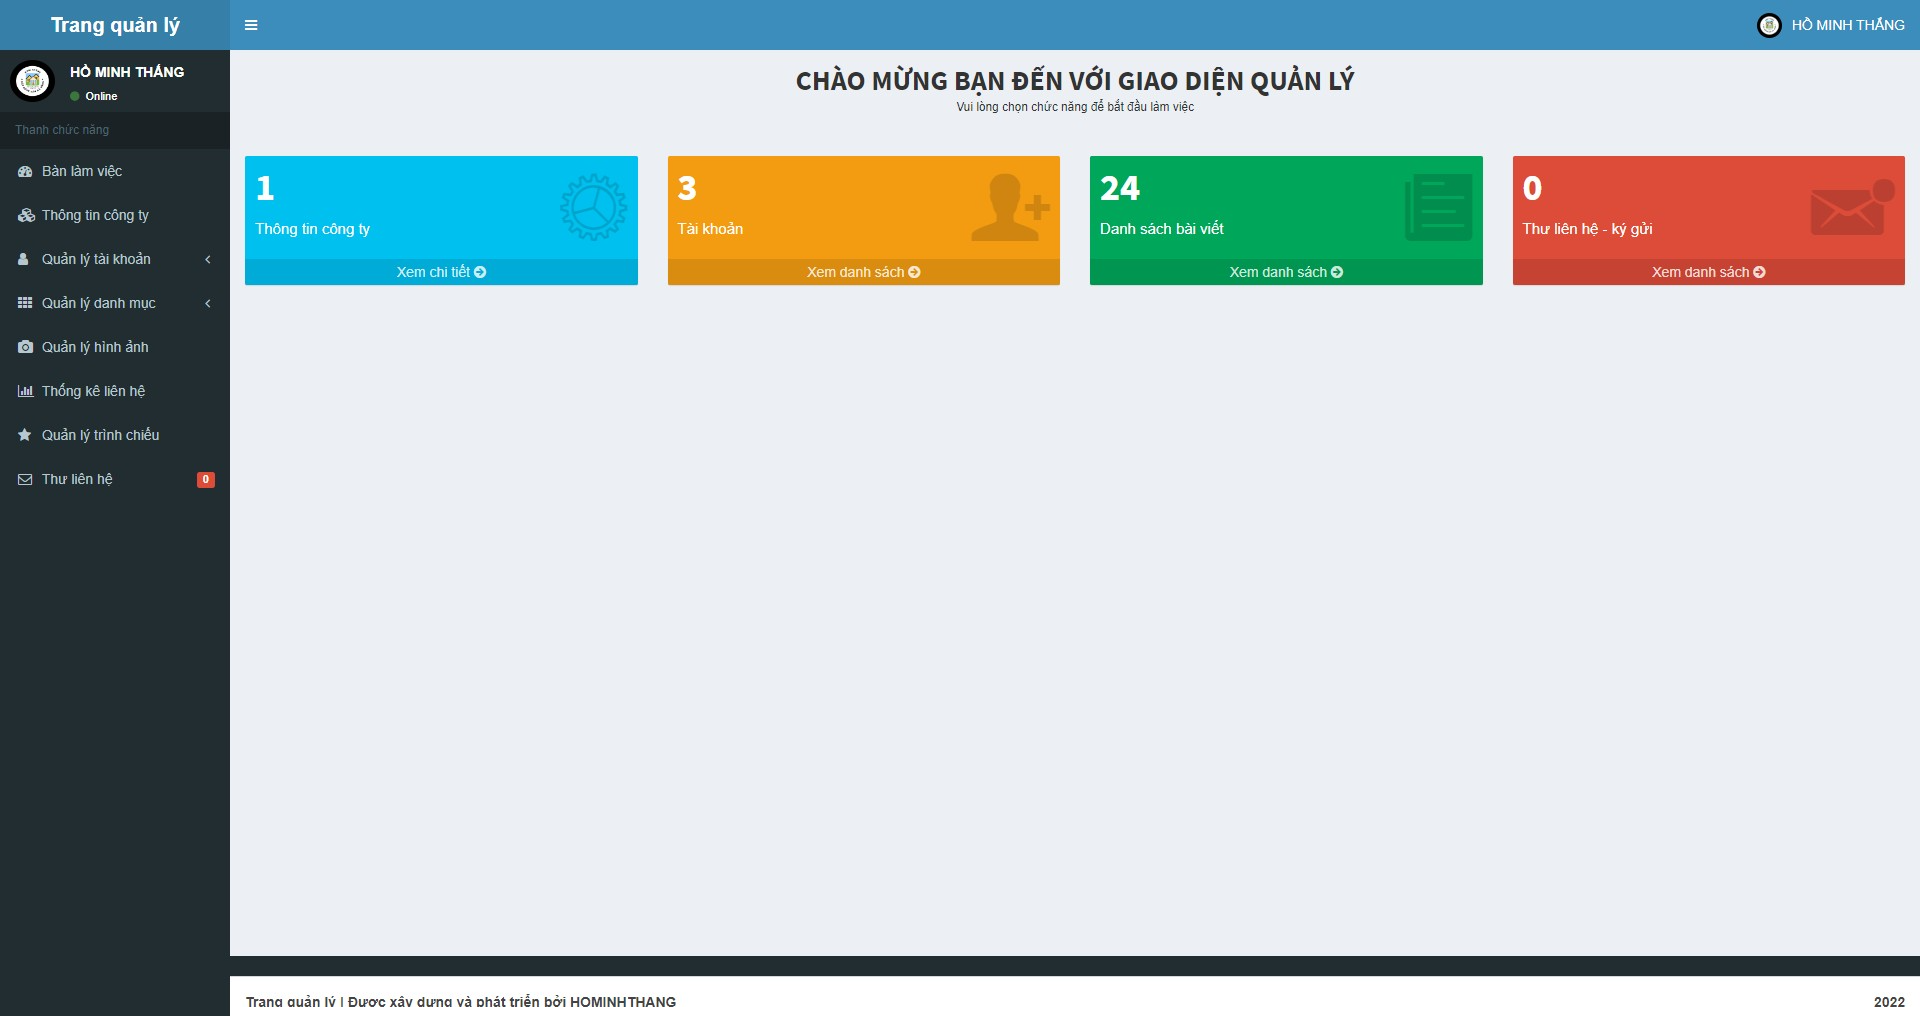 Trang quản lý
HỒ MINH THẮNG
HỒ MINH THẮNG
Online
Thanh chức năng
Bàn làm việc
Thông tin công ty
Quản lý tài khoản
Quản lý danh mục
Quản lý hình ảnh
Thống kê liên hệ
Quản lý trình chiếu
Thư liên hệ 0
CHÀO MỪNG BẠN ĐẾN VỚI GIAO DIỆN QUẢN LÝ
Vui lòng chọn chức năng để bắt đầu làm việc
1
Thông tin công ty
Xem chi tiết
3
Tài khoản
Xem danh sách
24
Danh sách bài viết
Xem danh sách
0
Thư liên hệ - ký gửi
Xem danh sách
Trang quản lý | Được xây dựng và phát triển bởi HOMINHTHANG
2022